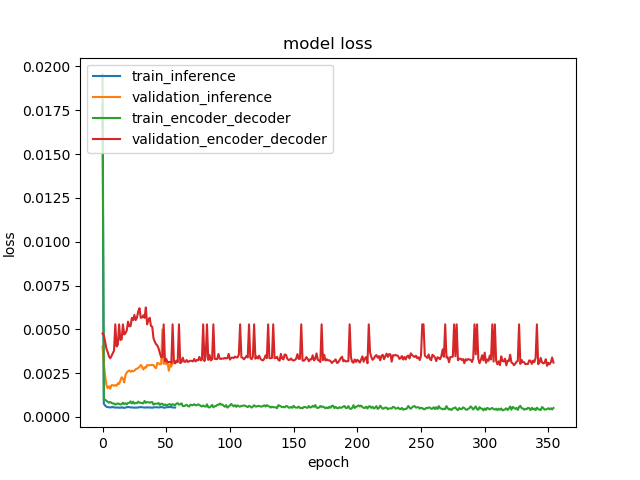 model loss
train_inference
validation_inference
train_encoder_decoder
validation_encoder_decoder
0.0200
0.0175
0.0150
0.0125
0.0100
0.0075
0.0050
0.0025
0.0000
loss
0 50 100 150 200 250 300 350
epoch